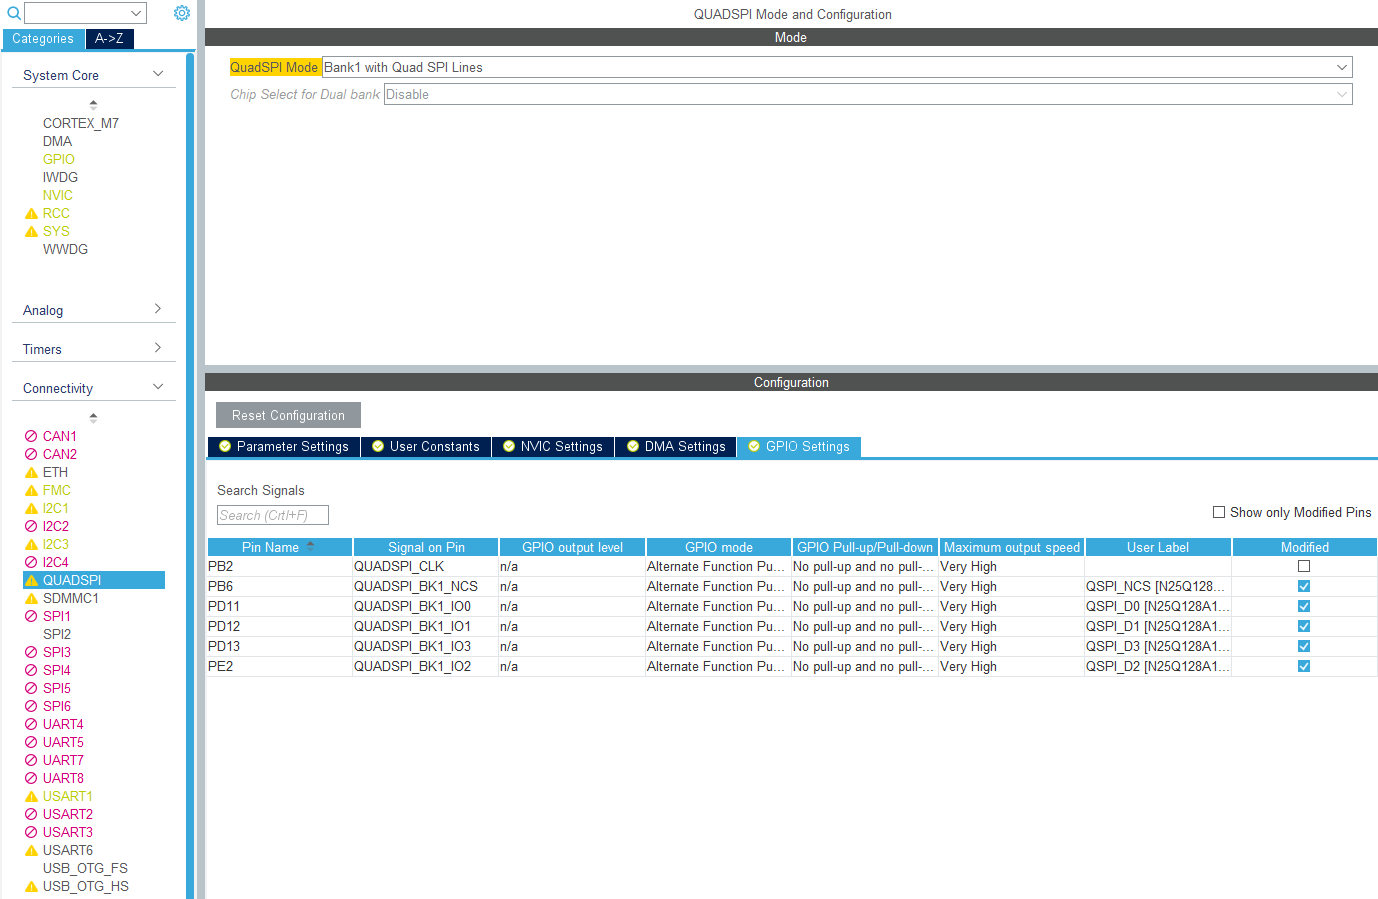 QUADSPI Mode and Configuration
Categories A->Z
Mode
System Core
QuadSPI Mode Bank1 with Quad SPI Lines
Chip Select for Dual bank Disable
CORTEX_M7
DMA
GPIO
IWDG
NVIC
RCC
SYS
WWDG
Analog
Timers
Connectivity
CAN1
CAN2
ETH
FMC
I2C1
I2C2
I2C3
I2C4
QUADSPI
SDMMC1
SPI1
SPI2
SPI3
SPI4
SPI5
SPI6
UART4
UART5
UART7
UART8
USART1
USART2
USART3
USART6
USB_OTG_FS
USB_OTG_HS
Configuration
Reset Configuration
Parameter Settings User Constants NVIC Settings DMA Settings GPIO Settings
Search Signals
Search (Crtl+F) Show only Modified Pins
Pin Name Signal on Pin GPIO output level GPIO mode GPIO Pull-up/Pull-down Maximum output speed User Label Modified
PB2 QUADSPI_CLK n/a Alternate Function Pu... No pull-up and no pull-... Very High
PB6 QUADSPI_BK1_NCS n/a Alternate Function Pu... No pull-up and no pull-... Very High QSPI_NCS [N25Q128...
PD11 QUADSPI_BK1_IO0 n/a Alternate Function Pu... No pull-up and no pull-... Very High QSPI_D0 [N25Q128A1...
PD12 QUADSPI_BK1_IO1 n/a Alternate Function Pu... No pull-up and no pull-... Very High QSPI_D1 [N25Q128A1...
PD13 QUADSPI_BK1_IO3 n/a Alternate Function Pu... No pull-up and no pull-... Very High QSPI_D3 [N25Q128A1...
PE2 QUADSPI_BK1_IO2 n/a Alternate Function Pu... No pull-up and no pull-... Very High QSPI_D2 [N25Q128A1...